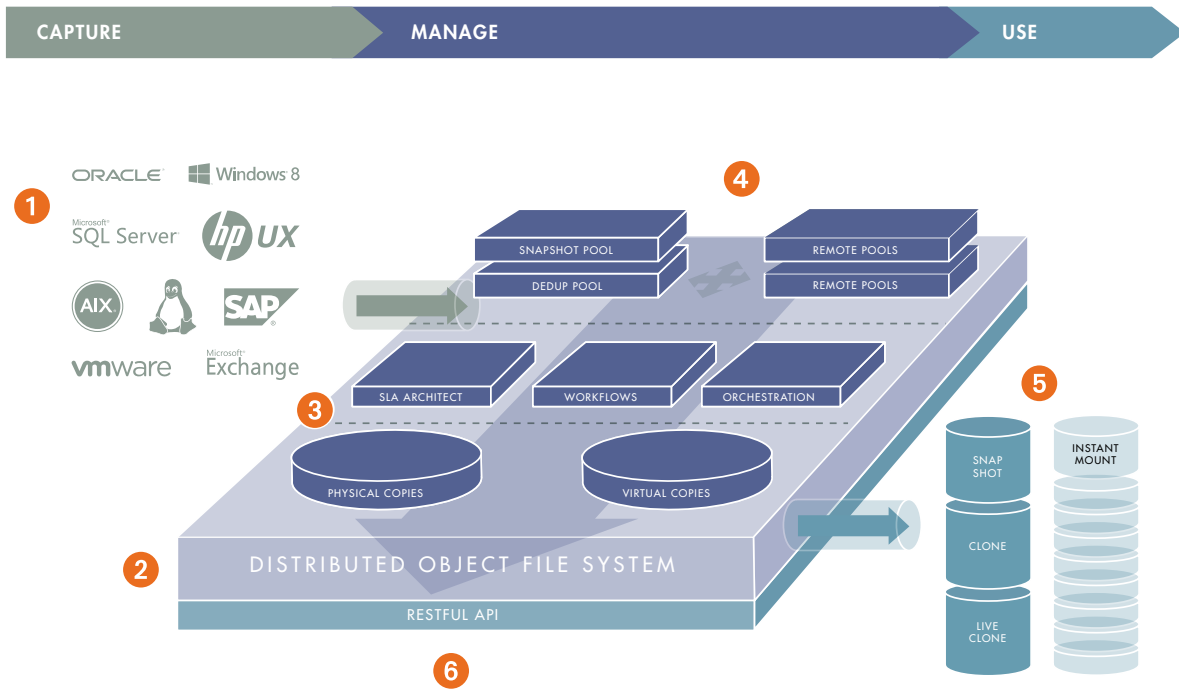 CAPTURE
MANAGE
USE
1
ORACLE
Windows 8
Microsoft®
SQL Server
hp UX
AIX
SAP®
vmware®
Microsoft®
Exchange
4
SNAPSHOT POOL
DEDUP POOL
REMOTE POOLS
REMOTE POOLS
SLA ARCHITECT
WORKFLOWS
ORCHESTRATION
3
PHYSICAL COPIES
VIRTUAL COPIES
2
DISTRIBUTED OBJECT FILE SYSTEM
RESTFUL API
6
5
SNAP
SHOT
CLONE
LIVE
CLONE
INSTANT
MOUNT